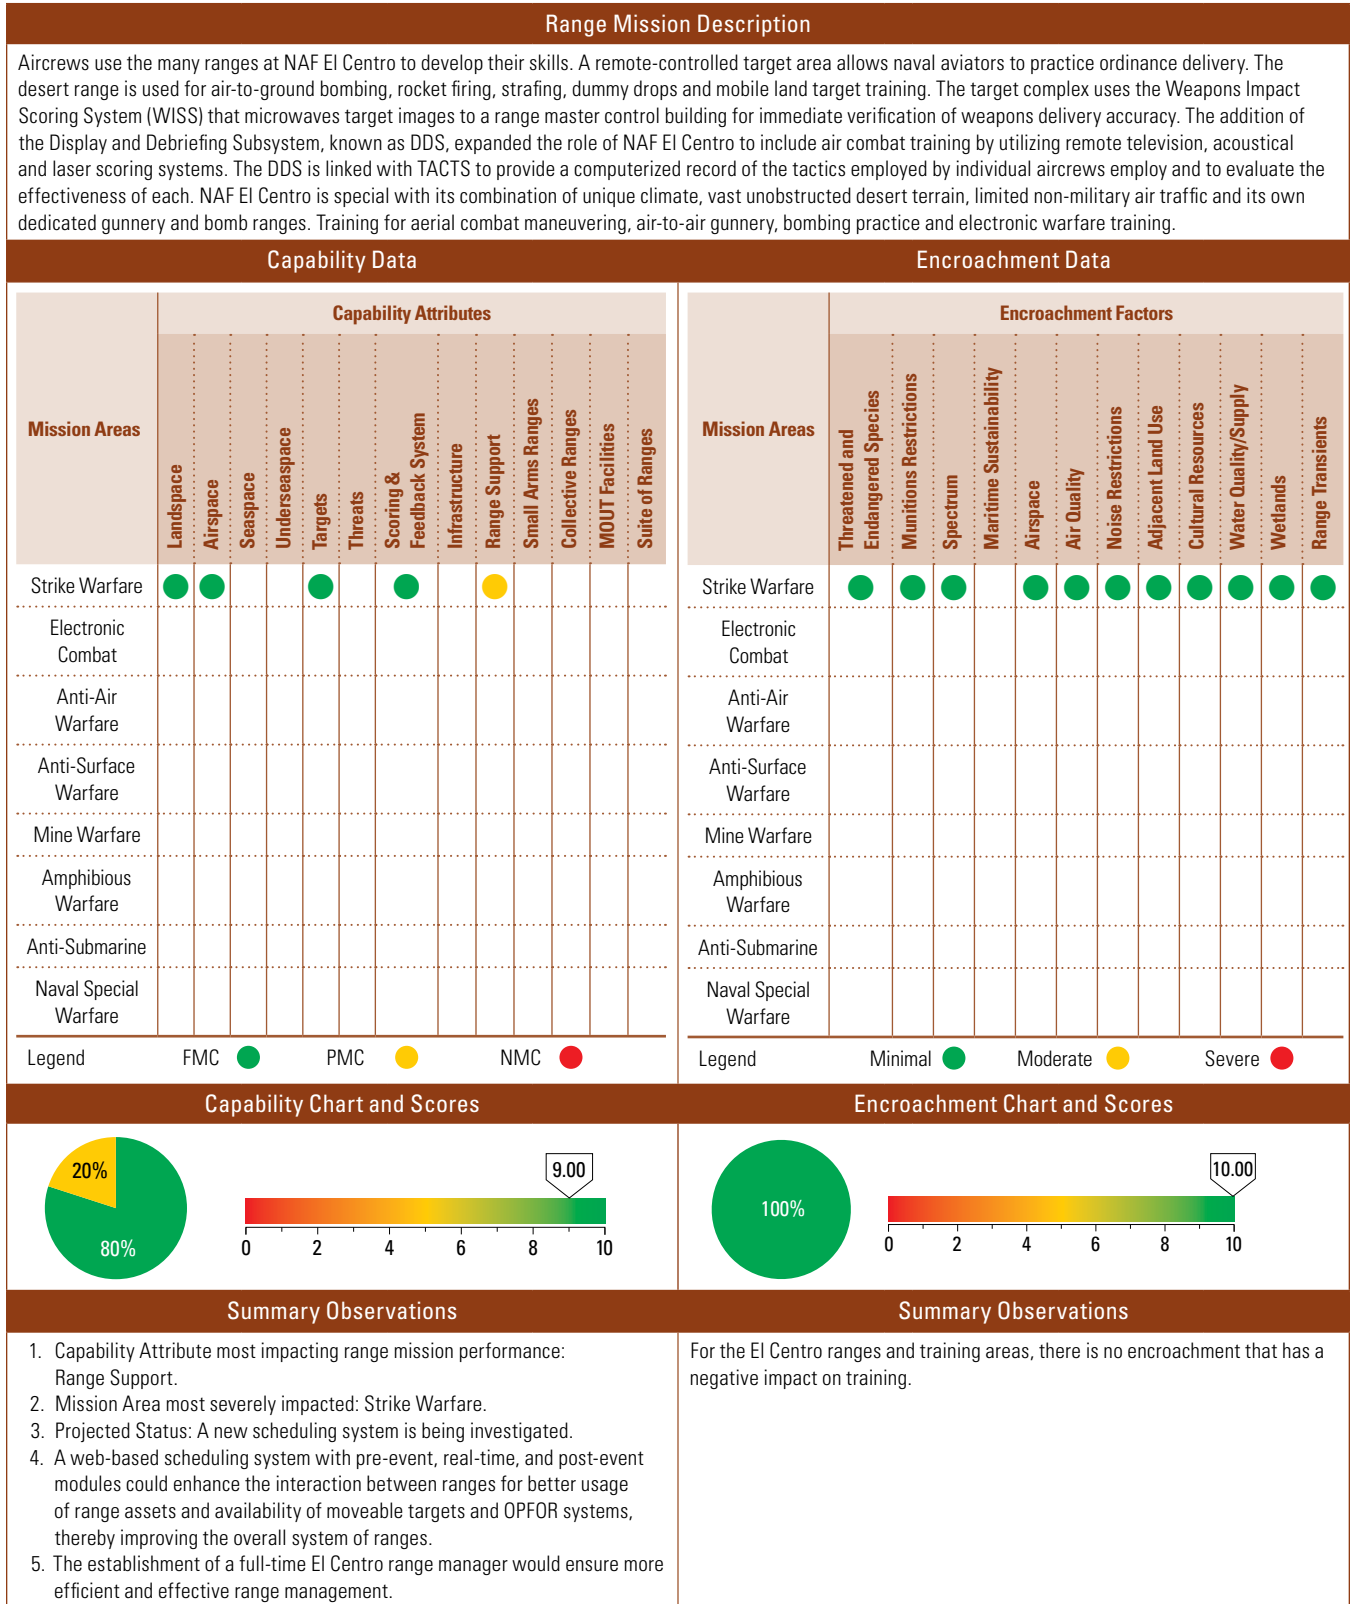 Range Mission Description
Aircrews use the many ranges at NAF El Centro to develop their skills. A remote-controlled target area allows naval aviators to practice ordinance delivery. The
desert range is used for air-to-ground bombing, rocket firing, strafing, dummy drops and mobile land target training. The target complex uses the Weapons Impact
Scoring System (WISS) that microwaves target images to a range master control building for immediate verification of weapons delivery accuracy. The addition of
the Display and Debriefing Subsystem, known as DDS, expanded the role of NAF El Centro to include air combat training by utilizing remote television, acoustical
and laser scoring systems. The DDS is linked with TACTS to provide a computerized record of the tactics employed by individual aircrews employ and to evaluate the
effectiveness of each. NAF El Centro is special with its combination of unique climate, vast unobstructed desert terrain, limited non-military air traffic and its own
dedicated gunnery and bomb ranges. Training for aerial combat maneuvering, air-to-air gunnery, bombing practice and electronic warfare training.
Capability Data
Mission Areas
Capability Attributes
Landspace
Airspace
Seaspace
Underseaspace
Targets
Threats
Scoring &
Feedback System
Infrastructure
Range Support
Small Arms Ranges
Collective Ranges
MOUT Facilities
Suite of Ranges
Strike Warfare
Electronic
Combat
Anti-Air
Warfare
Anti-Surface
Warfare
Mine Warfare
Amphibious
Warfare
Anti-Submarine
Naval Special
Warfare
Legend FMC PMC NMC
Encroachment Data
Mission Areas
Encroachment Factors
Threatened and
Endangered Species
Munitions Restrictions
Spectrum
Maritime Sustainability
Airspace
Air Quality
Noise Restrictions
Adjacent Land Use
Cultural Resources
Water Quality/Supply
Wetlands
Range Transients
Strike Warfare
Electronic
Combat
Anti-Air
Warfare
Anti-Surface
Warfare
Mine Warfare
Amphibious
Warfare
Anti-Submarine
Naval Special
Warfare
Legend Minimal Moderate Severe
Capability Chart and Scores
20%
80%
9.00
0 2 4 6 8 10
Encroachment Chart and Scores
100%
10.00
0 2 4 6 8 10
Summary Observations
1. Capability Attribute most impacting range mission performance:
Range Support.
2. Mission Area most severely impacted: Strike Warfare.
3. Projected Status: A new scheduling system is being investigated.
4. A web-based scheduling system with pre-event, real-time, and post-event
modules could enhance the interaction between ranges for better usage
of range assets and availability of moveable targets and OPFOR systems,
thereby improving the overall system of ranges.
5. The establishment of a full-time El Centro range manager would ensure more
efficient and effective range management.
Summary Observations
For the El Centro ranges and training areas, there is no encroachment that has a
negative impact on training.